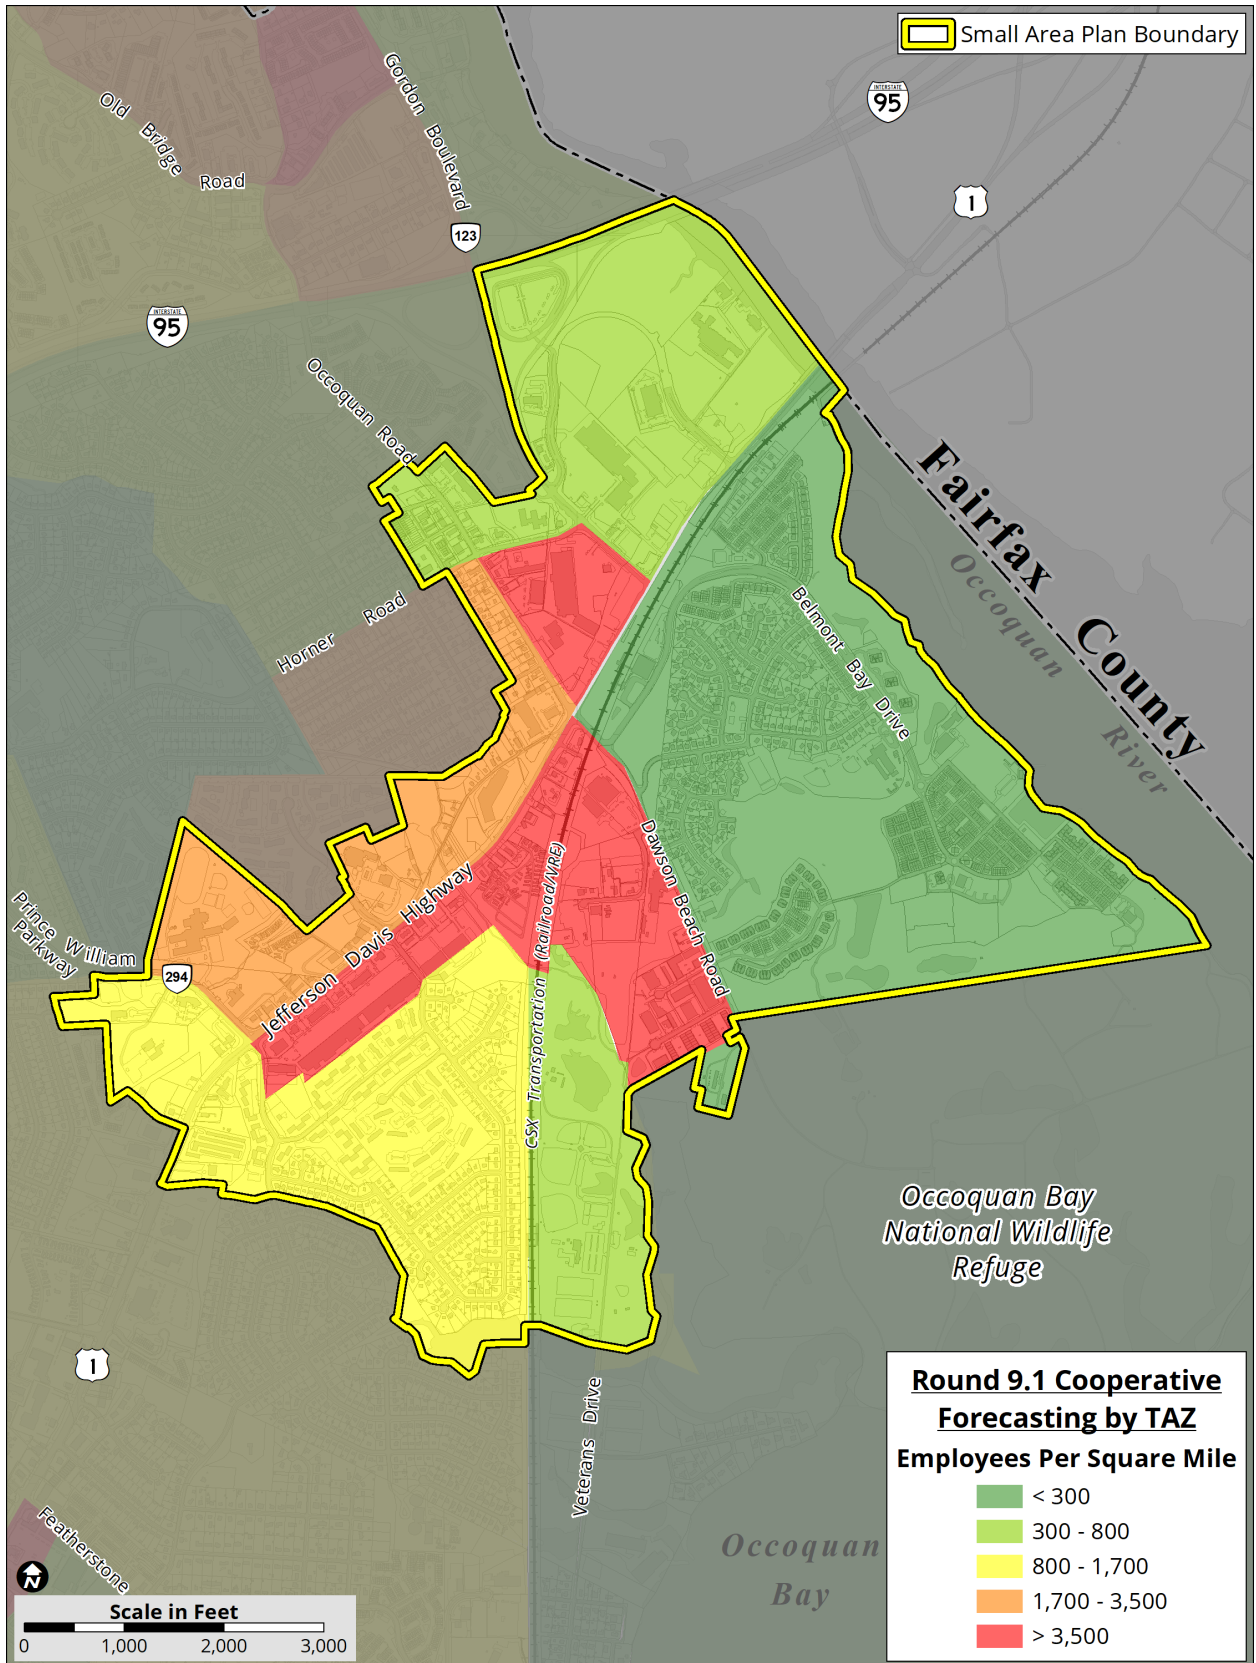 Small Area Plan Boundary
INTERSTATE
95
1
Gordon Boulevard
Old Bridge Road
123
INTERSTATE
95
Occoquan Road
Fairfax County
Occoquan River
Horner Road
Belmont Bay Drive
Dawson Beach Road
Jefferson Davis Highway
CSX Transportation (Railroad/VRE)
Prince William
Parkway
294
Occoquan Bay
National Wildlife
Refuge
1
Veterans Drive
Featherstone
Occoquan
Bay
N
Scale in Feet
0 1,000 2,000 3,000
Round 9.1 Cooperative
Forecasting by TAZ
Employees Per Square Mile
< 300
300 - 800
800 - 1,700
1,700 - 3,500
> 3,500